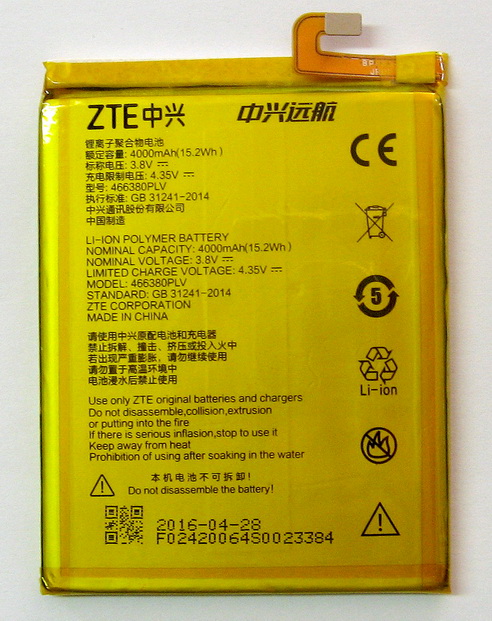 ZTE中兴 中兴远航
锂离子聚合物电池
额定容量: 4000mAh(15.2Wh)
标称电压: 3.8V
充电限制电压: 4.35V
型号: 466380PLV
执行标准: GB 31241-2014
中兴通讯股份有限公司
中国制造
CE
LI-ION POLYMER BATTERY
NOMINAL CAPACITY: 4000mAh(15.2Wh)
NOMINAL VOLTAGE: 3.8V
LIMITED CHARGE VOLTAGE: 4.35V
MODEL: 466380PLV
STANDARD: GB 31241-2014
ZTE CORPORATION
MADE IN CHINA
5
请使用中兴原配电池和充电器
禁止拆解、撞击、挤压或投入火中
若出现严重膨胀，请勿继续使用
请勿置于高温环境中
电池浸水后禁止使用
Li-ion
Use only ZTE original batteries and chargers
Do not disassemble,collision,extrusion
or putting into the fire
If there is serious inflasion,stop to use it
Keep away from heat
Prohibition of using after soaking in the water
本机电池不可拆卸!
Do not disassemble the battery!
2016-04-28
F02420064S0023384